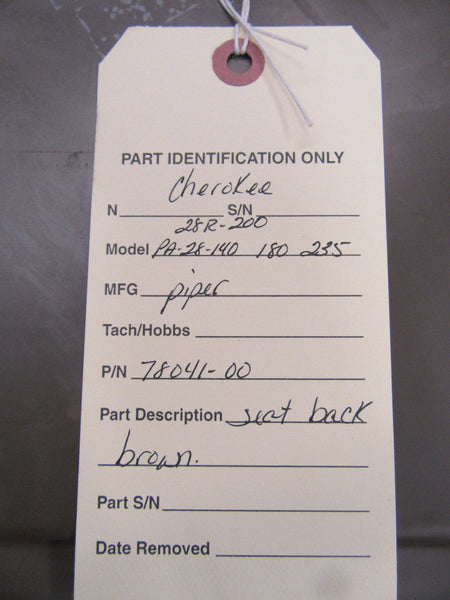 PART IDENTIFICATION ONLY
Cherokee
N S/N
28R-200
Model PA-28-140 180 235
MFG piper
Tach/Hobbs
P/N 78041-00
Part Description seat back
brown.
Part S/N
Date Removed